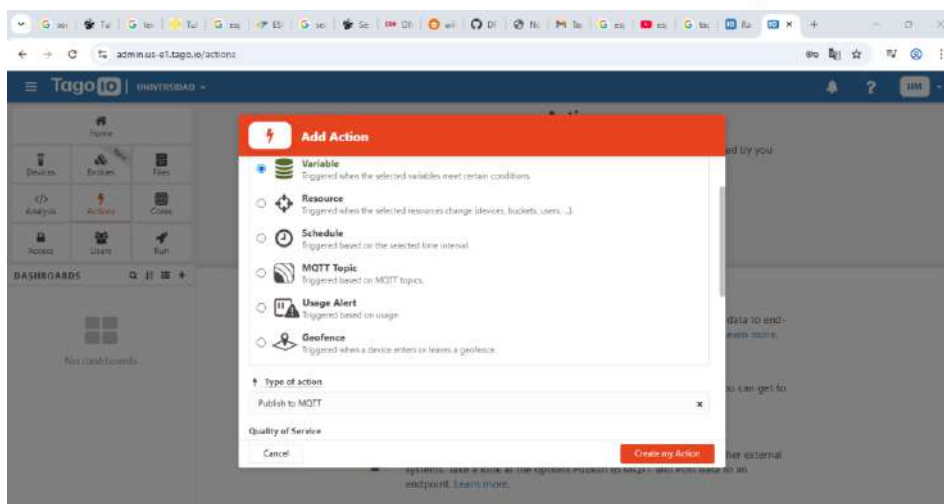 admin.us-e1.tago.io/actions
Tago IO | UNIVERSIDAD
?
Home
Devices
Entities
Files
Analysis
Actions
Access
Users
Run
DASHBOARDS
No dashboards
Add Action
ed by you
Variable
Triggered when the selected variables meet certain conditions.
Resource
Triggered when the selected resources change (devices, buckets, users, ...).
Schedule
Triggered based on the selected time interval.
MQTT Topic
Triggered based on MQTT topics.
Usage Alert
Triggered based on usage.
Geofence
Triggered when a device enters or leaves a geofence.
data to end-
Type of action
ou can get to
Publish to MQTT
Quality of Service
Cancel
Create my Action
her external
systems. Take a look at the options Publish to MQTT and Post data to an
endpoint. Learn more.